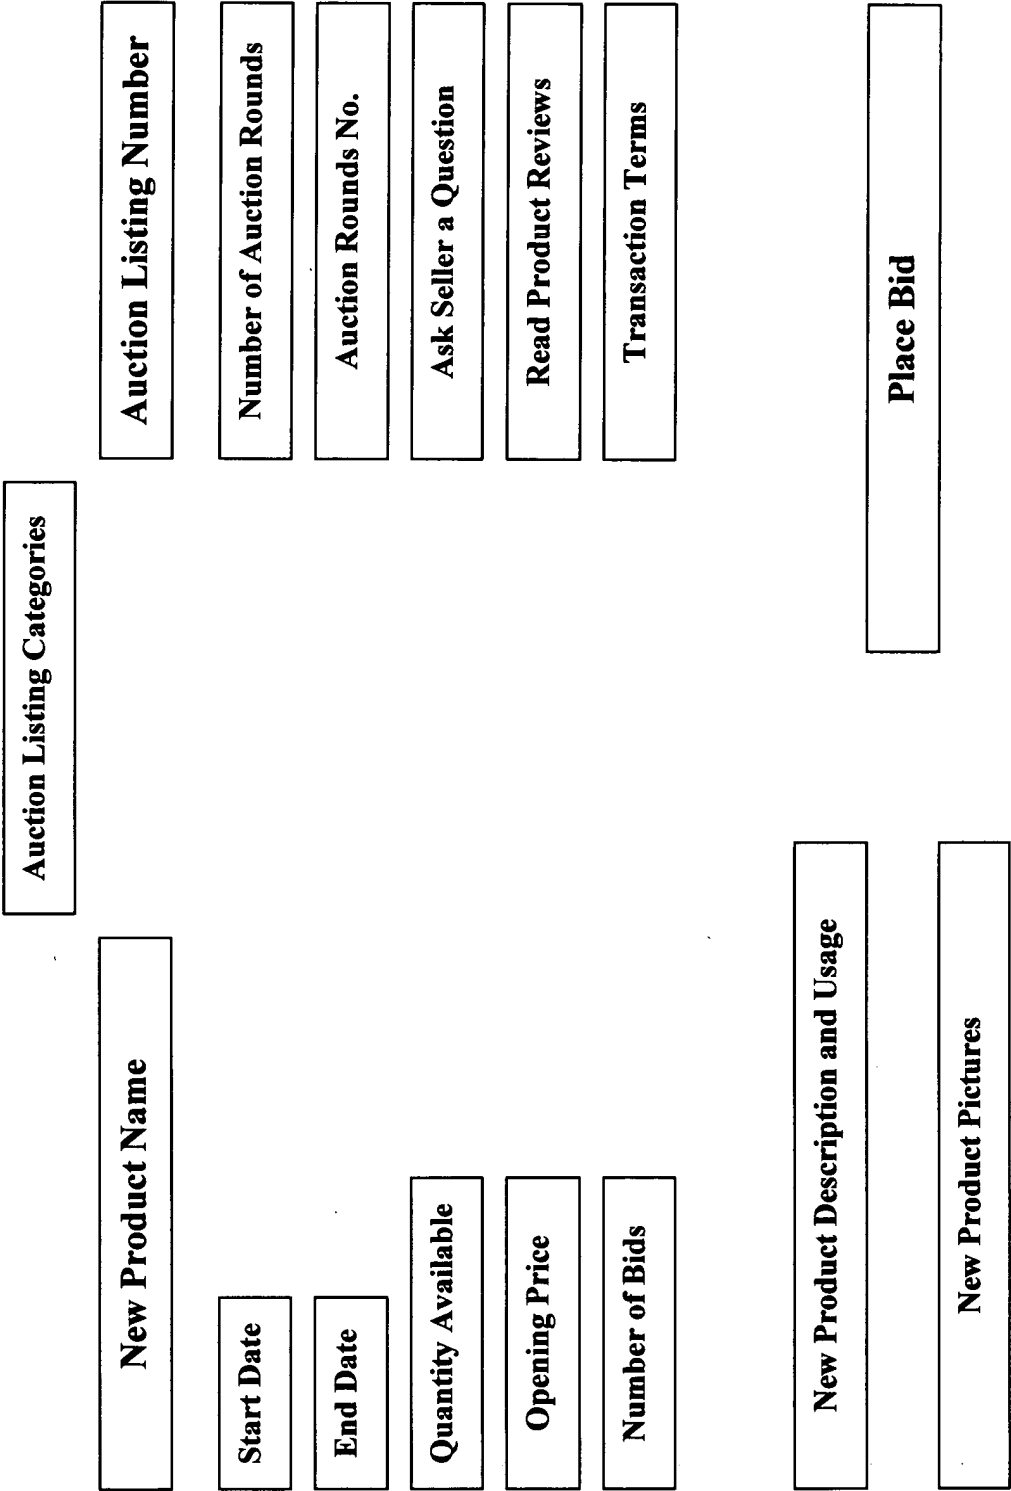 Auction Listing Categories
New Product Name
Auction Listing Number
Start Date
Number of Auction Rounds
End Date
Auction Rounds No.
Quantity Available
Ask Seller a Question
Opening Price
Read Product Reviews
Number of Bids
Transaction Terms
New Product Description and Usage
Place Bid
New Product Pictures